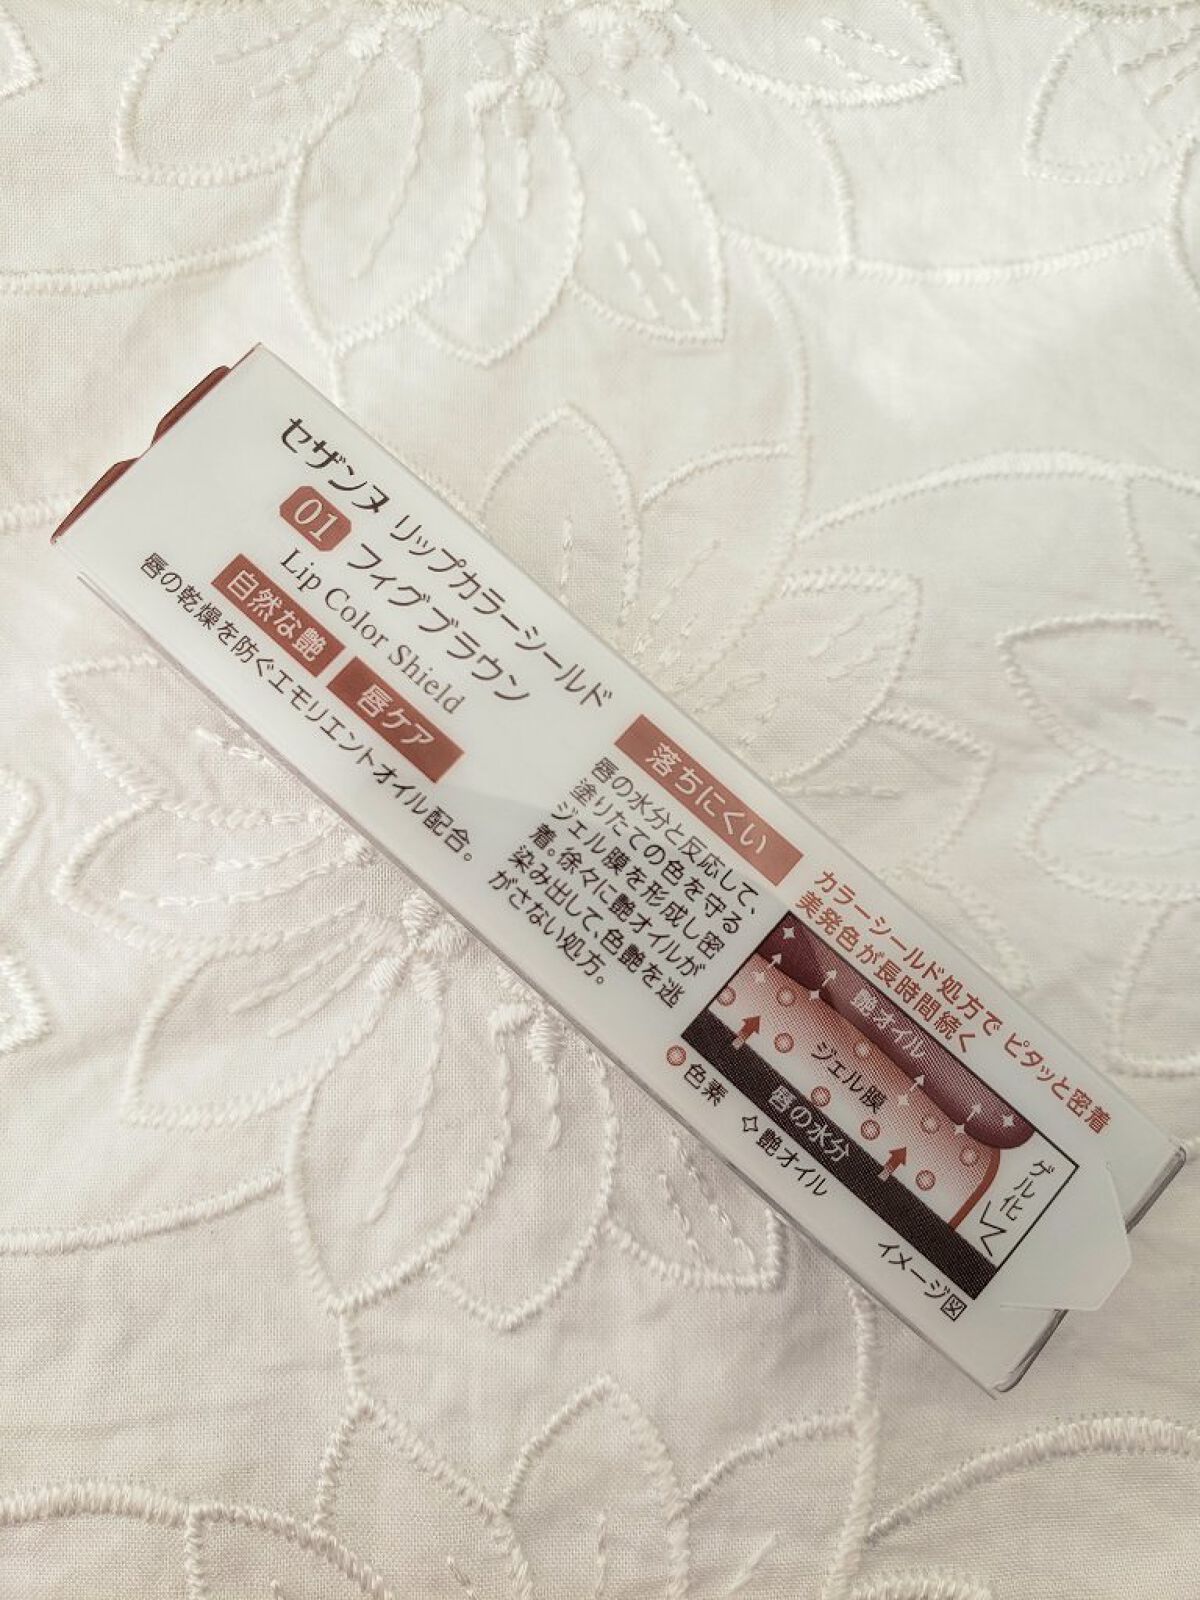 セザンヌ リップカラーシールド
01 フィグブラウン
Lip Color Shield
自然な艶 唇ケア
唇の乾燥を防ぐエモリエントオイル配合。
落ちにくい
唇の水分と反応して、
塗りたての色を守る
ジェル膜を形成し密
着。徐々に艶オイルが
染み出して、色艶を逃
がさない処方。
カラーシールド処方で ピタッと密着
美発色が長時間続く
艶オイル
ジェル膜
唇の水分
ゲル化
色素 艶オイル
イメージ図